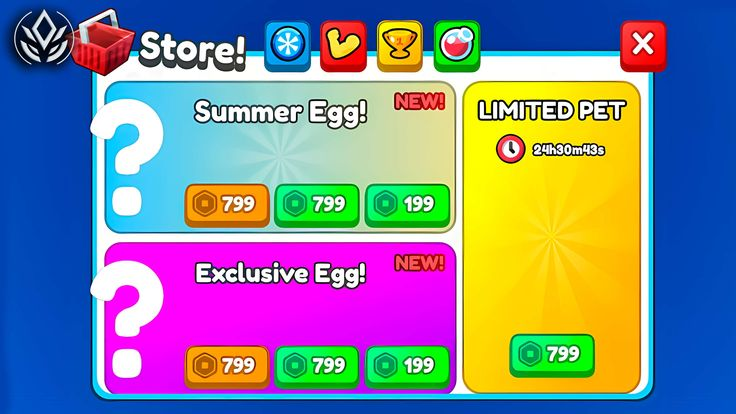 Store!
Summer Egg!
NEW!
799
799
199
Exclusive Egg!
NEW!
799
799
199
LIMITED PET
24h30m43s
799